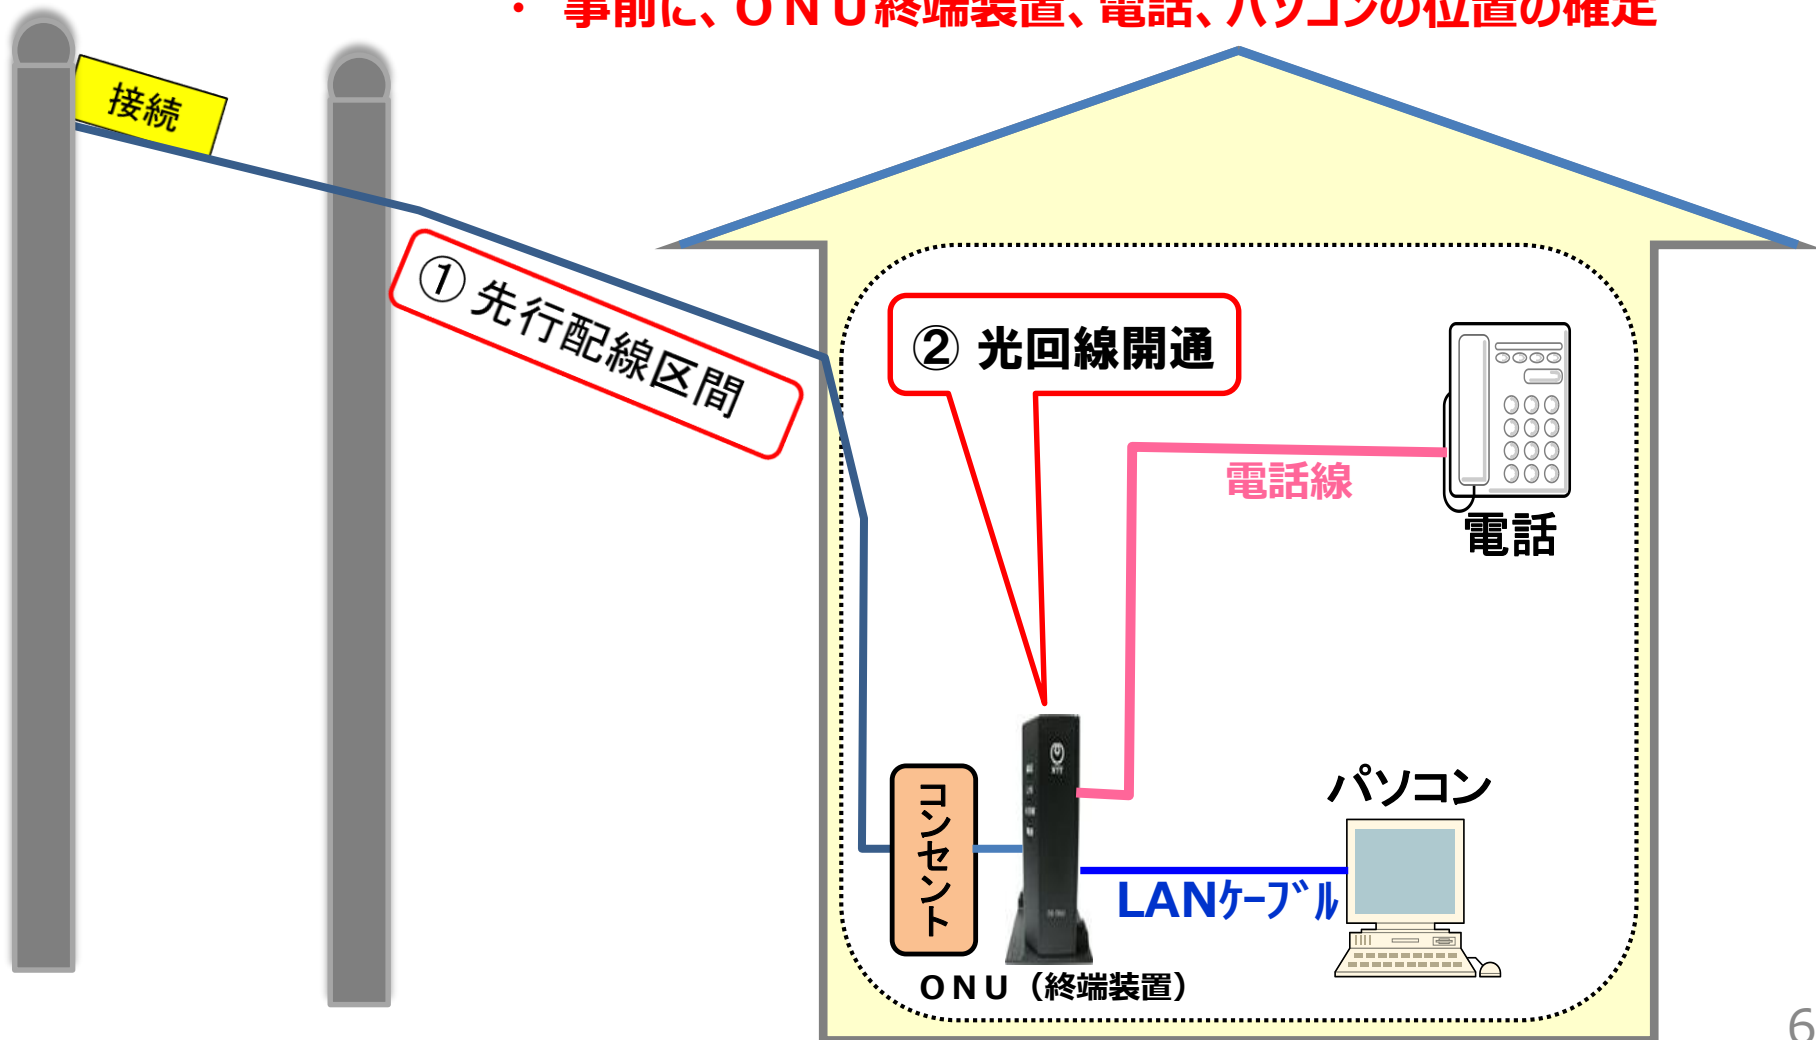 ・ 事前に、ＯＮＵ終端装置、電話、パソコンの位置の確定
接続
① 先行配線区間
② 光回線開通
電話線
電話
コンセント
NTT
パソコン
LANｹｰﾌﾞﾙ
ＯＮＵ（終端装置）
6